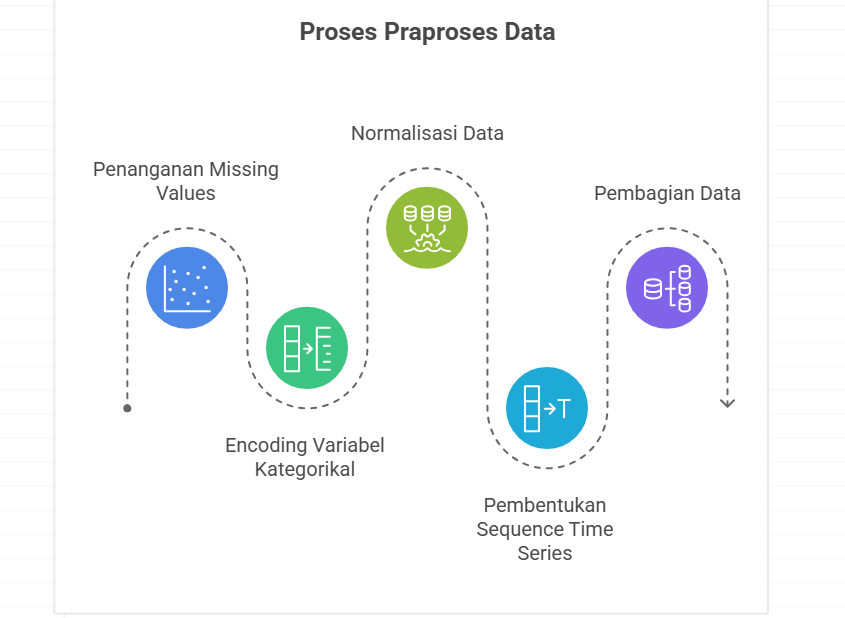 Proses Praproses Data
Penanganan Missing
Values
Encoding Variabel
Kategorikal
Normalisasi Data
Pembentukan
Sequence Time
Series
Pembagian Data
T